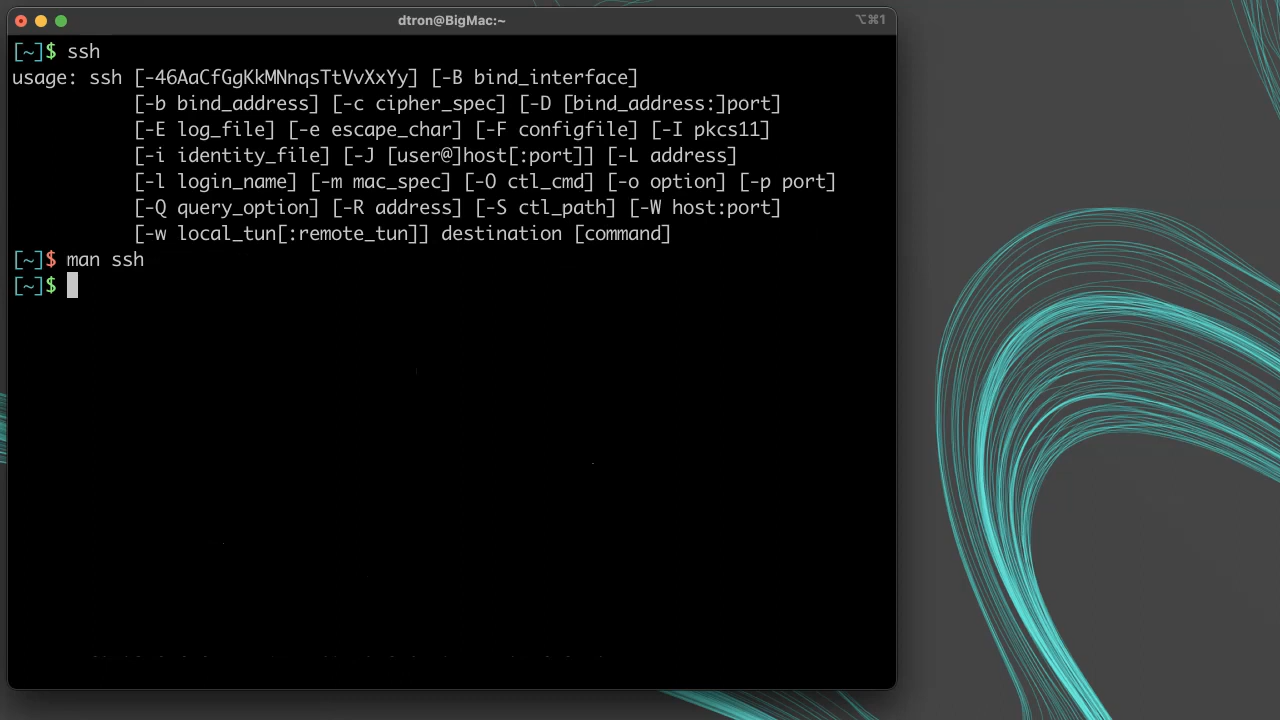 dtron@BigMac:~
⌥⌘1
[~]$ ssh
usage: ssh [-46AaCfGgKkMNnqsTtVvXxYy] [-B bind_interface]
[-b bind_address] [-c cipher_spec] [-D [bind_address:]port]
[-E log_file] [-e escape_char] [-F configfile] [-I pkcs11]
[-i identity_file] [-J [user@]host[:port]] [-L address]
[-l login_name] [-m mac_spec] [-O ctl_cmd] [-o option] [-p port]
[-Q query_option] [-R address] [-S ctl_path] [-W host:port]
[-w local_tun[:remote_tun]] destination [command]
[~]$ man ssh
[~]$